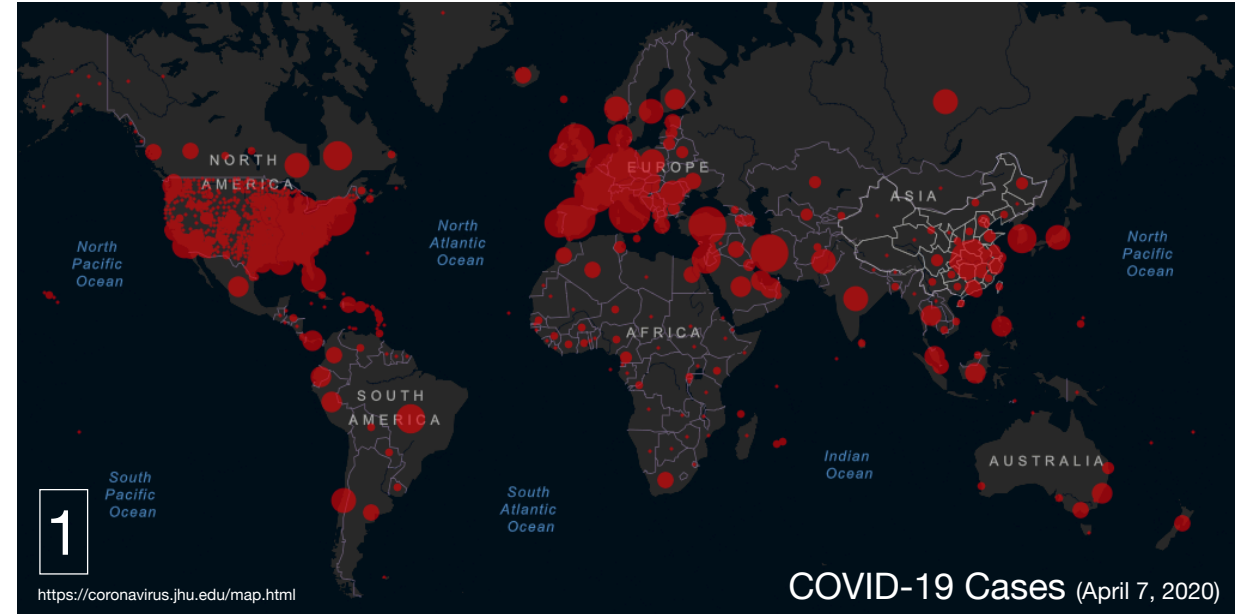 NORTH
AMERICA
EUROPE
ASIA
North
Pacific
Ocean
North
Atlantic
Ocean
North
Pacific
Ocean
AFRICA
SOUTH
AMERICA
Indian
Ocean
AUSTRALIA
South
Pacific
Ocean
South
Atlantic
Ocean
1
https://coronavirus.jhu.edu/map.html
COVID-19 Cases (April 7, 2020)